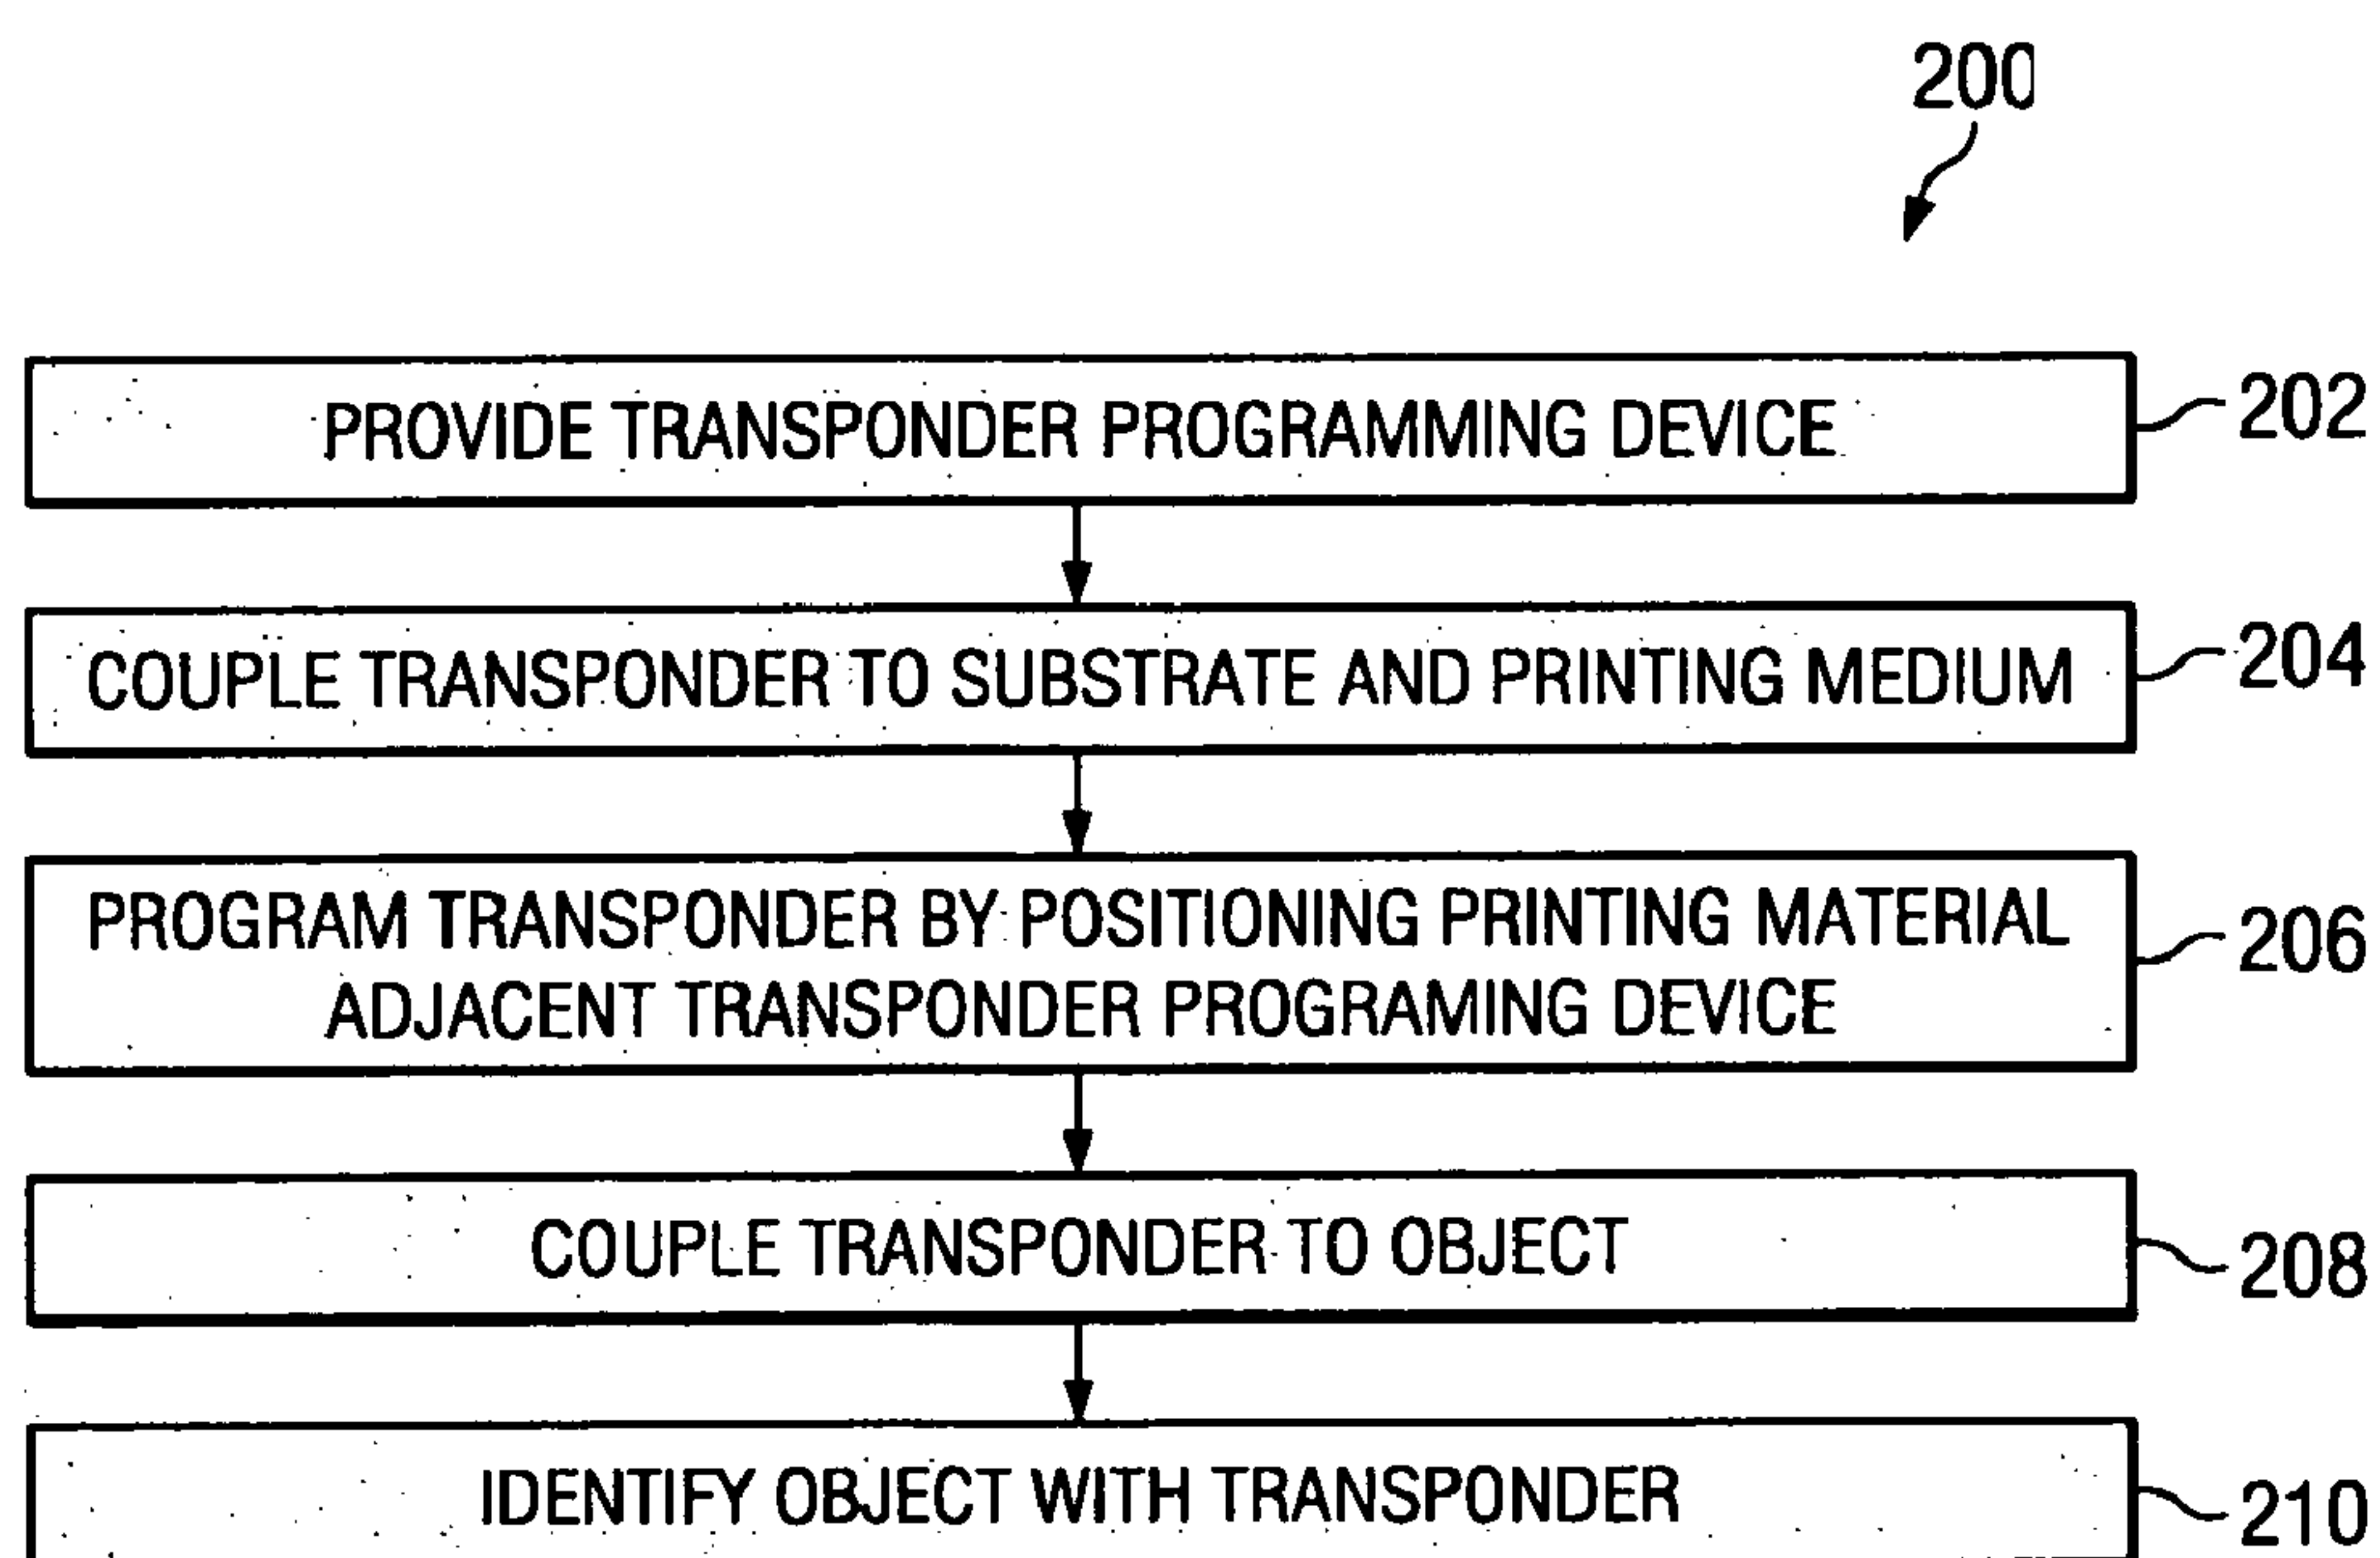 200
PROVIDE TRANSPONDER PROGRAMMING DEVICE
202
COUPLE TRANSPONDER TO SUBSTRATE AND PRINTING MEDIUM
204
PROGRAM TRANSPONDER BY POSITIONING PRINTING MATERIAL
ADJACENT TRANSPONDER PROGRAMING DEVICE
206
COUPLE TRANSPONDER TO OBJECT
208
IDENTIFY OBJECT WITH TRANSPONDER
210